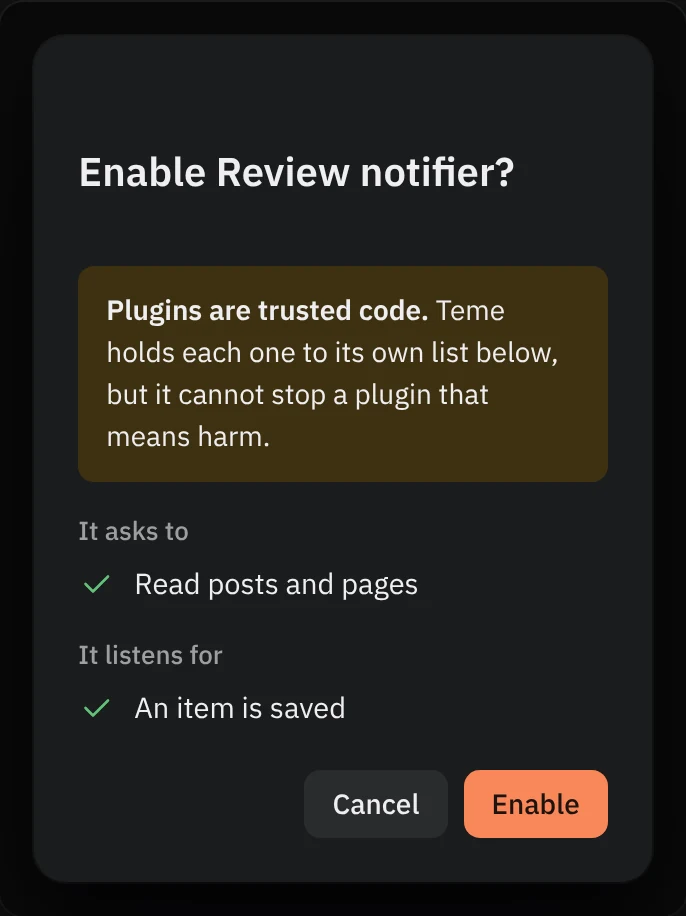 Enable Review notifier?
Plugins are trusted code. Teme
holds each one to its own list below,
but it cannot stop a plugin that
means harm.
It asks to
Read posts and pages
It listens for
An item is saved
Cancel
Enable